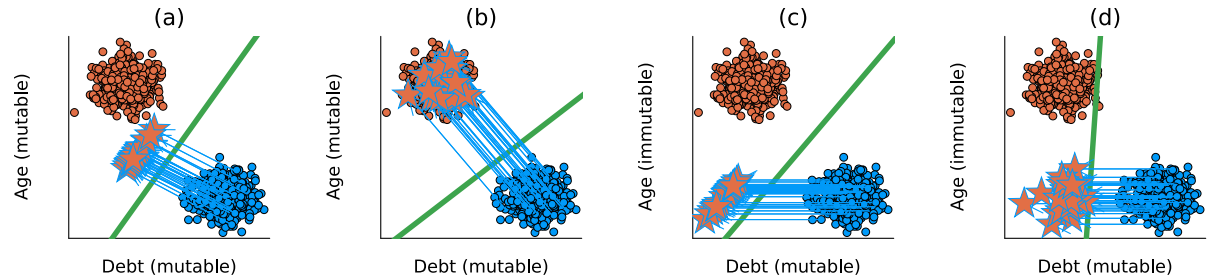 (a)
Age (mutable)
Debt (mutable)
(b)
Age (mutable)
Debt (mutable)
(c)
Age (immutable)
Debt (mutable)
(d)
Age (immutable)
Debt (mutable)